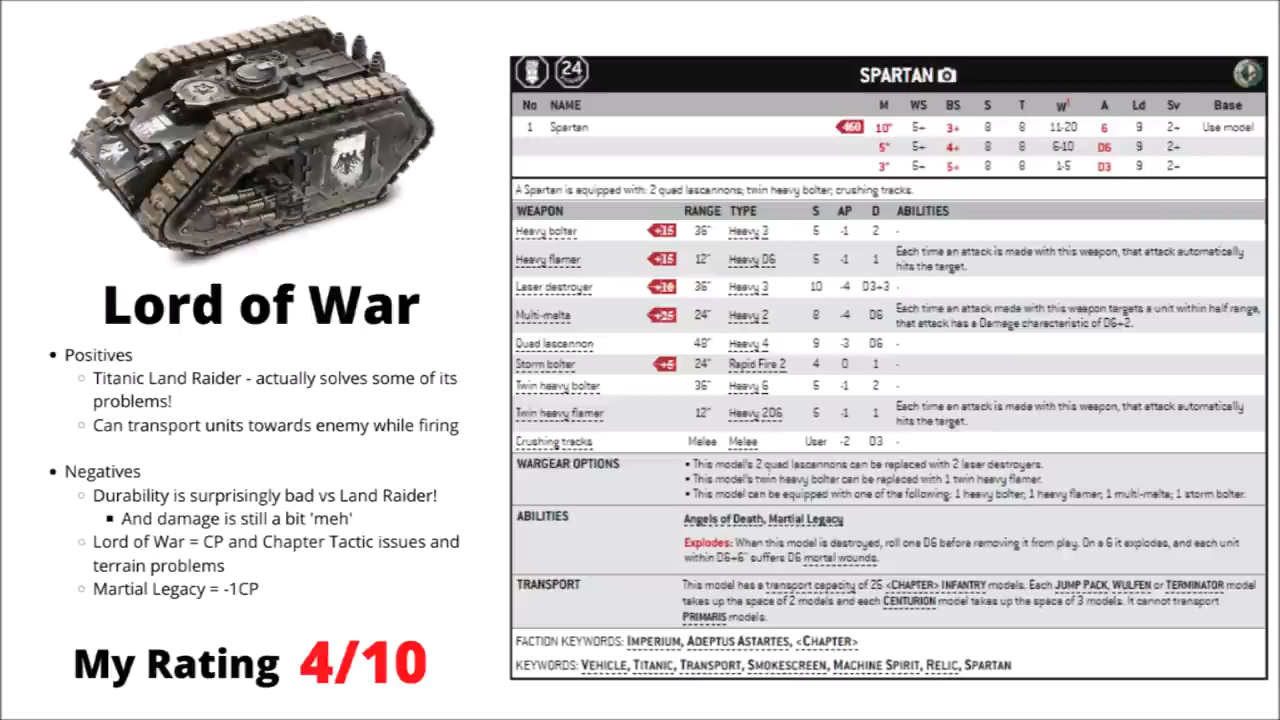 Lord of War
• Positives
Titanic Land Raider - actually solves some of its
problems!
Can transport units towards enemy while firing
• Negatives
Durability is surprisingly bad vs Land Raider!
And damage is still a bit 'meh'
Lord of War = CP and Chapter Tactic issues and
terrain problems
Martial Legacy = -1CP
My Rating 4/10
24 SPARTAN
No NAME M WS BS S T W¹ A Ld Sv Base
1 Spartan 460 10" 5+ 3+ 8 8 11-20 6 9 2+ Use model
5" 5+ 4+ 8 8 6-10 D6 9 2+
3" 5+ 5+ 8 8 1-5 D3 9 2+
A Spartan is equipped with: 2 quad lascannons; twin heavy bolter; crushing tracks.
WEAPON RANGE TYPE S AP D ABILITIES
Heavy bolter +15 36" Heavy 3 5 -1 2 -
Heavy flamer +15 12" Heavy D6 5 -1 1 Each time an attack is made with this weapon, that attack automatically
hits the target.
Laser destroyer +10 36" Heavy 3 10 -4 D3+3 -
Multi-melta +25 24" Heavy 2 8 -4 D6 Each time an attack made with this weapon targets a unit within half range,
that attack has a Damage characteristic of D6+2.
Quad lascannon 48" Heavy 4 9 -3 D6 -
Storm bolter +5 24" Rapid Fire 2 4 0 1 -
Twin heavy bolter 36" Heavy 6 5 -1 2 -
Twin heavy flamer 12" Heavy 2D6 5 -1 1 Each time an attack is made with this weapon, that attack automatically
hits the target.
Crushing tracks Melee Melee User -2 D3 -
WARGEAR OPTIONS • This model's 2 quad lascannons can be replaced with 2 laser destroyers.
• This model's twin heavy bolter can be replaced with 1 twin heavy flamer.
• This model can be equipped with one of the following: 1 heavy bolter; 1 heavy flamer; 1 multi-melta; 1 storm bolter.
ABILITIES Angels of Death, Martial Legacy
Explodes: When this model is destroyed, roll one D6 before removing it from play. On a 6 it explodes, and each unit
within D6+6" suffers D6 mortal wounds.
TRANSPORT This model has a transport capacity of 25 <CHAPTER> INFANTRY models. Each JUMP PACK, WULFEN or TERMINATOR model
takes up the space of 2 models and each CENTURION model takes up the space of 3 models. It cannot transport
PRIMARIS models.
FACTION KEYWORDS: IMPERIUM, ADEPTUS ASTARTES, <CHAPTER>
KEYWORDS: VEHICLE, TITANIC, TRANSPORT, SMOKESCREEN, MACHINE SPIRIT, RELIC, SPARTAN